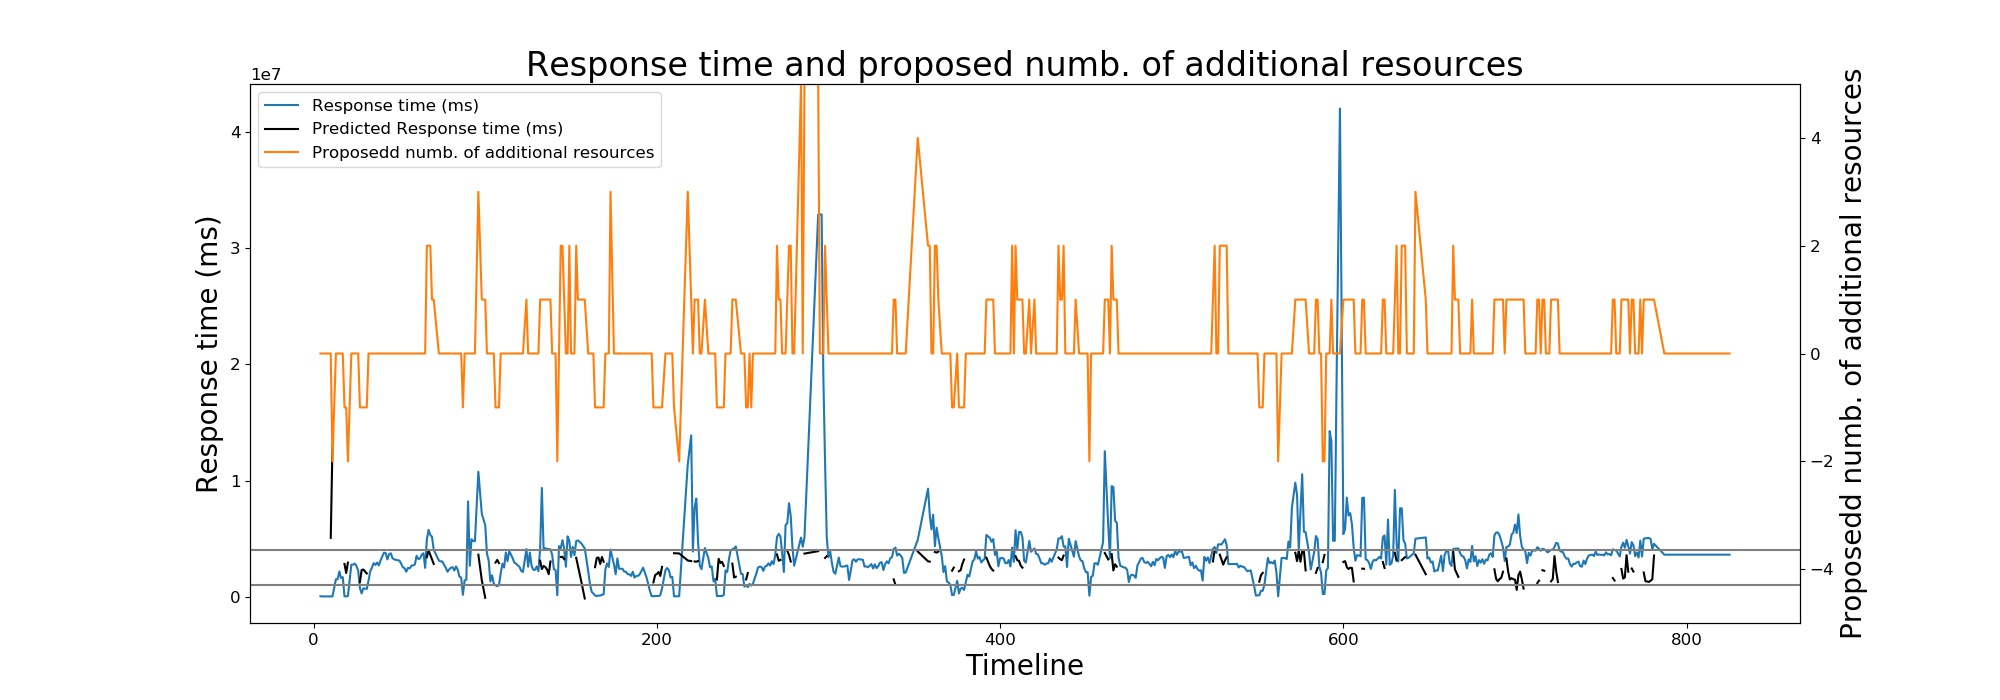 Response time and proposed numb. of additional resources
1e7
Response time (ms)
Predicted Response time (ms)
Proposedd numb. of additional resources
4
3
2
1
0
Response time (ms)
4
2
0
−2
−4
Proposedd numb. of additional resources
0 200 400 600 800
Timeline